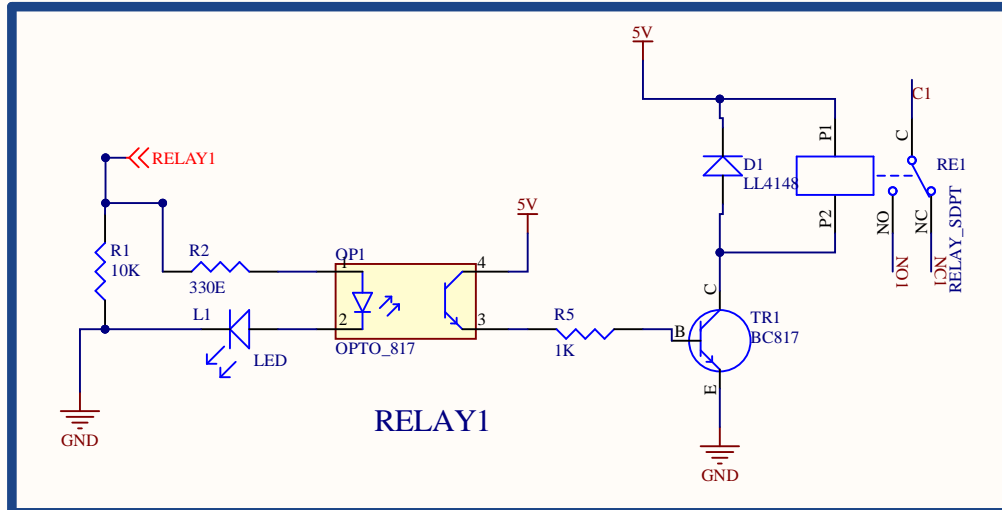 5V
C1
P1
C
RELAY1
D1
LL4148
RE1
RELAY_SDPT
P2
NO
NC
NO1
NC1
5V
R1
10K
R2
330E
OP1
1
4
2
3
OPTO_817
L1
LED
R5
1K
C
B
E
TR1
BC817
GND
RELAY1
GND